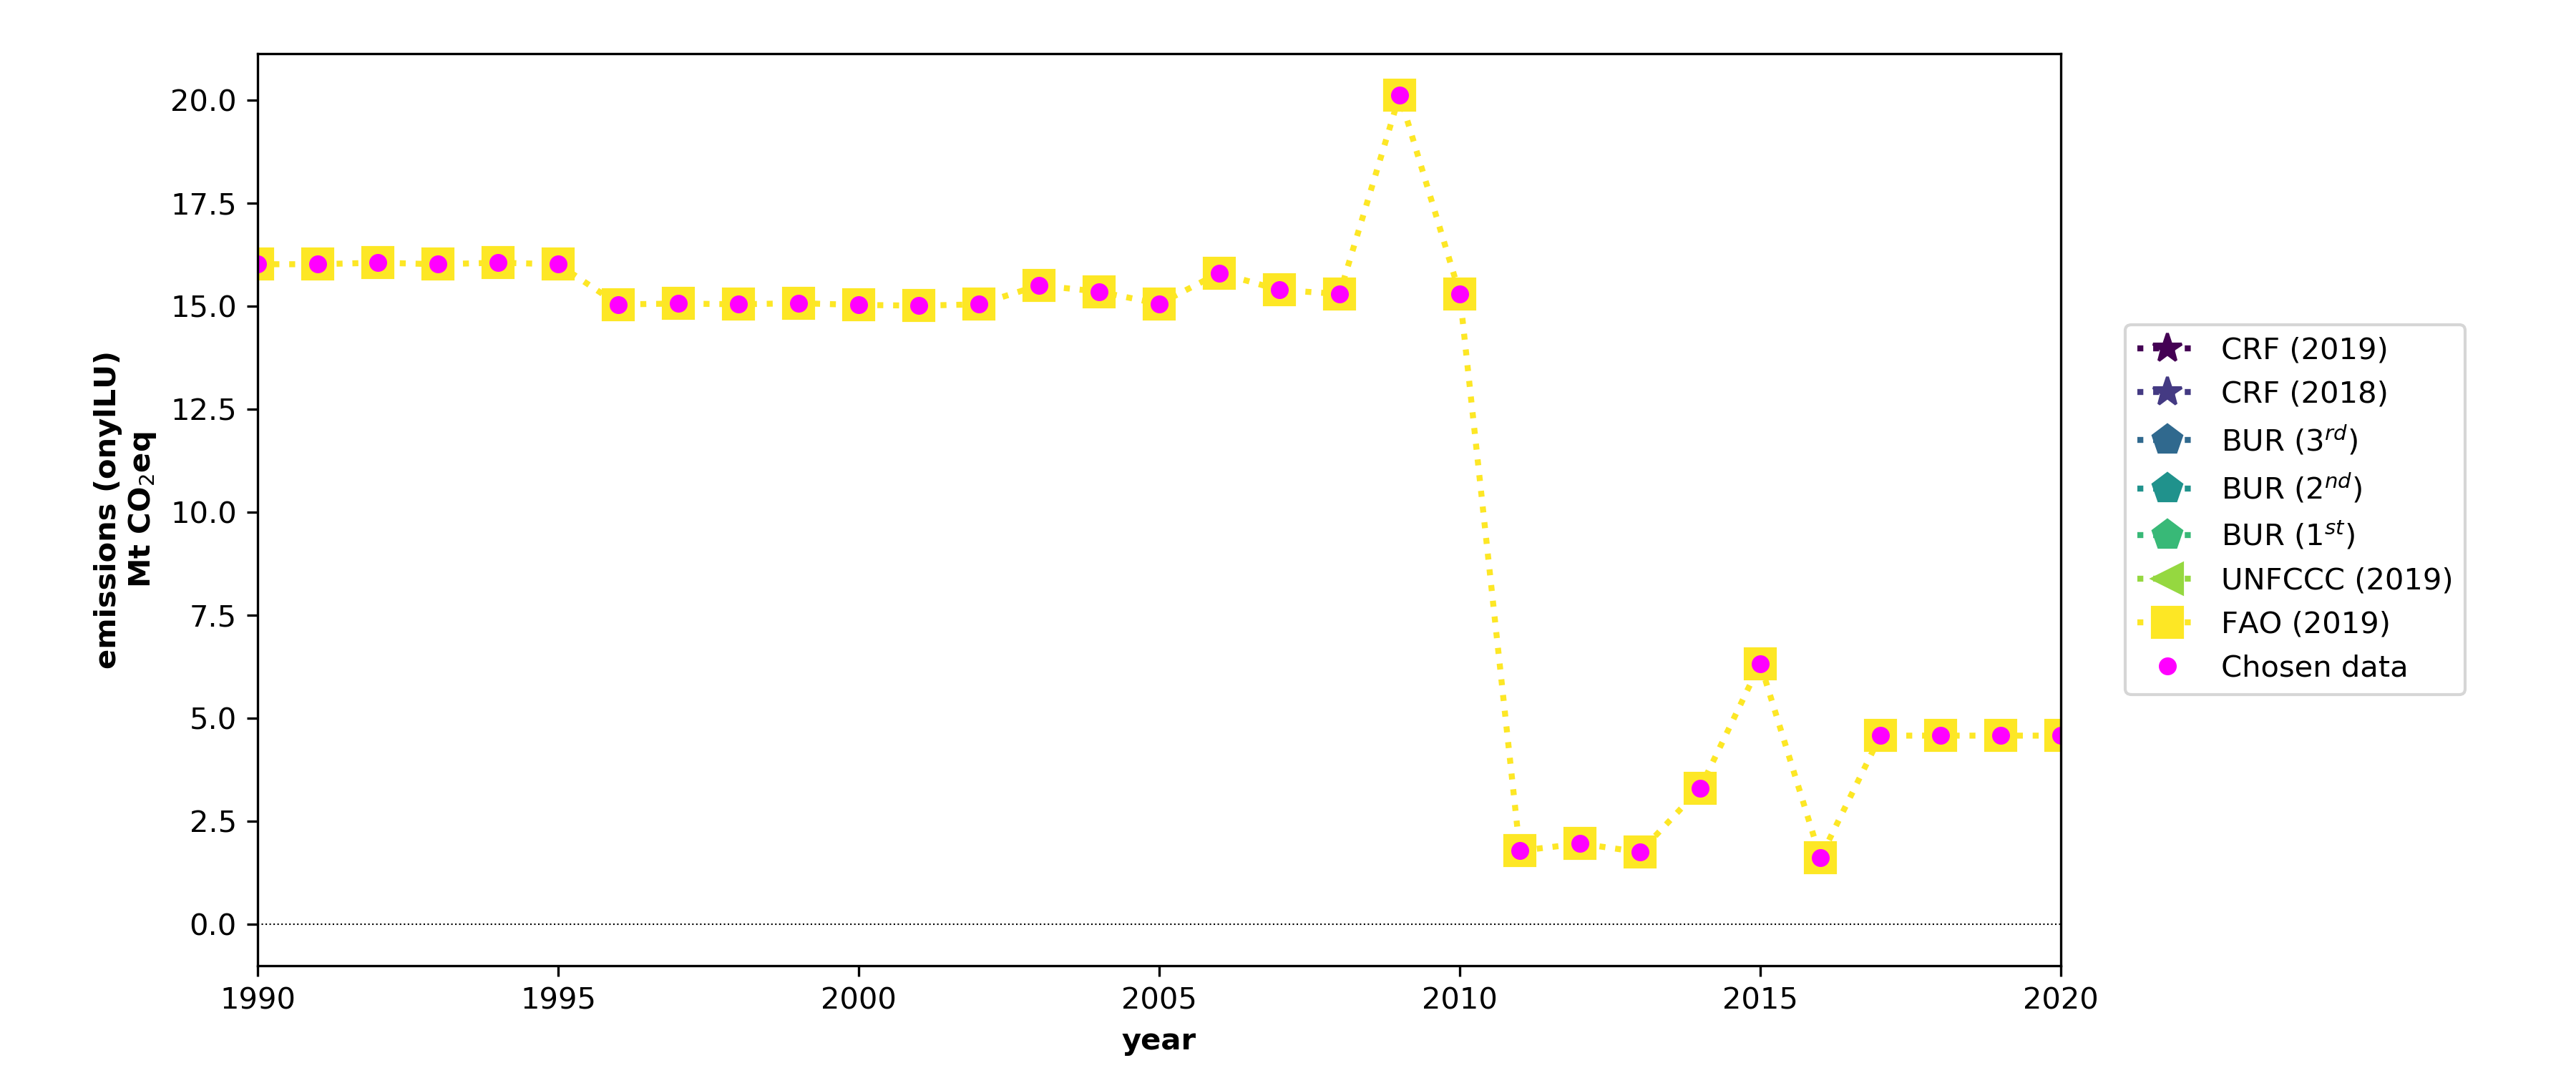 emissions (onylLU)
Mt CO₂eq
20.0
17.5
15.0
12.5
10.0
7.5
5.0
2.5
0.0
1990 1995 2000 2005 2010 2015 2020
year
CRF (2019)
CRF (2018)
BUR (3ʳᵈ)
BUR (2ⁿᵈ)
BUR (1ˢᵗ)
UNFCCC (2019)
FAO (2019)
Chosen data